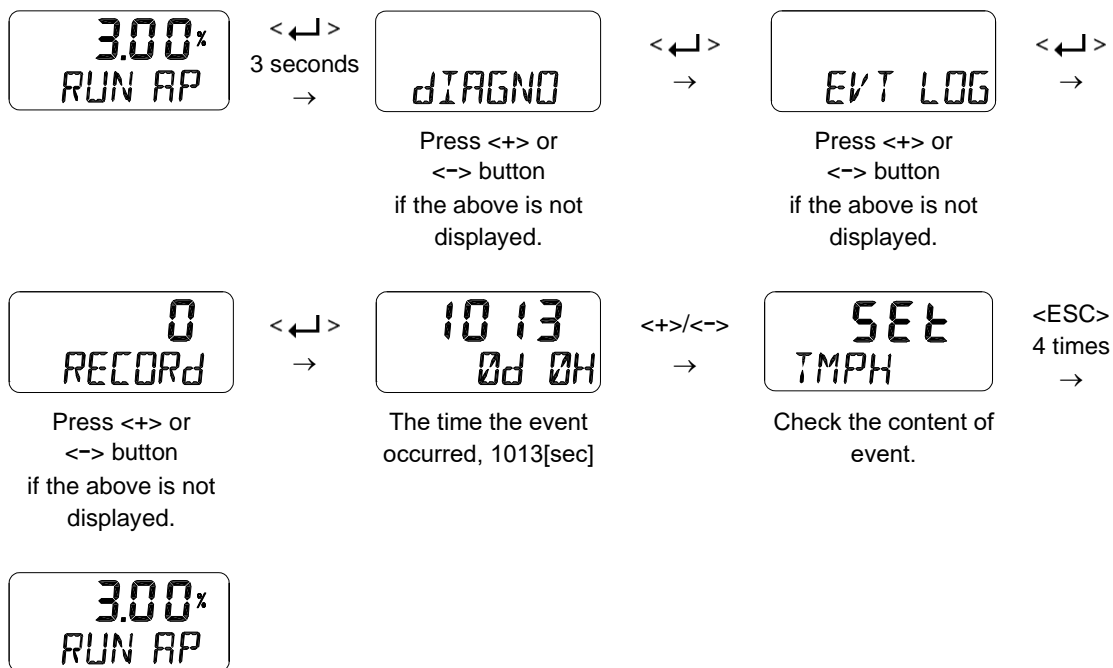 3.00%
RUN AP
< ↵ >
3 seconds
→
dIAGNO
Press <+> or
<−> button
if the above is not
displayed.
< ↵ >
→
EVT LOG
Press <+> or
<−> button
if the above is not
displayed.
< ↵ >
→
0
RECORd
Press <+> or
<−> button
if the above is not
displayed.
< ↵ >
→
1013
0d 0H
The time the event
occurred, 1013[sec]
<+>/<−>
→
SEt
TMPH
Check the content of
event.
<ESC>
4 times
→
3.00%
RUN AP